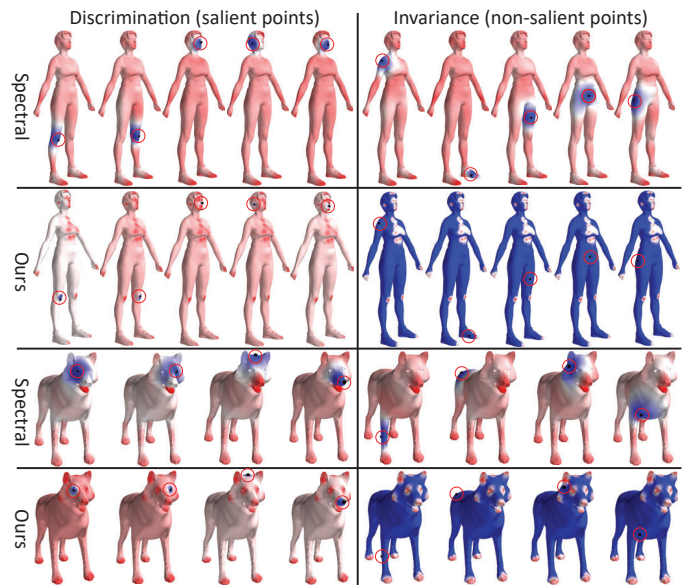 Discrimination (salient points)
Invariance (non-salient points)
Spectral
Ours
Spectral
Ours